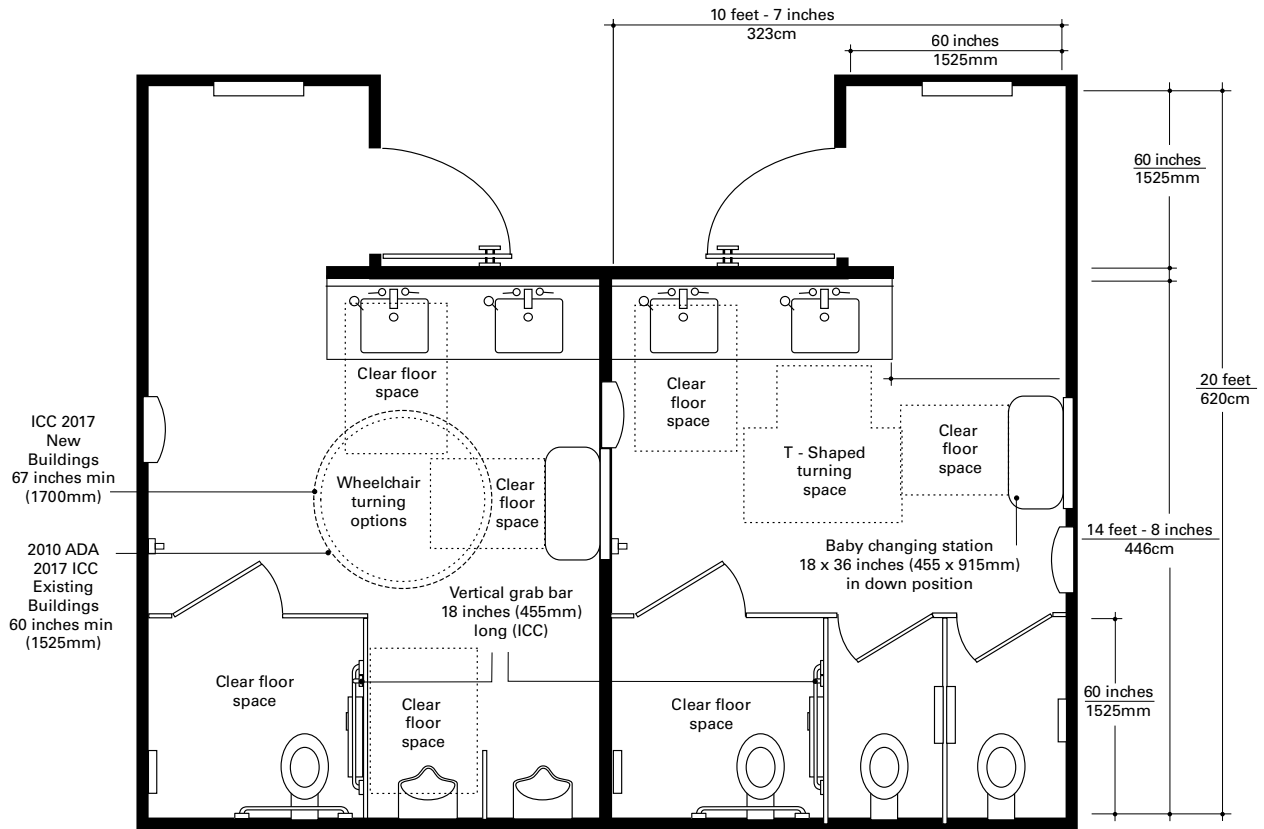 10 feet - 7 inches
323cm
60 inches
1525mm
60 inches
1525mm
20 feet
620cm
14 feet - 8 inches
446cm
60 inches
1525mm
ICC 2017
New
Buildings
67 inches min
(1700mm)
2010 ADA
2017 ICC
Existing
Buildings
60 inches min
(1525mm)
Clear floor
space
Wheelchair
turning
options
Clear
floor
space
Vertical grab bar
18 inches (455mm)
long (ICC)
Clear floor
space
Clear
floor
space
Clear
floor
space
T - Shaped
turning
space
Clear
floor
space
Baby changing station
18 x 36 inches (455 x 915mm)
in down position
Clear floor
space